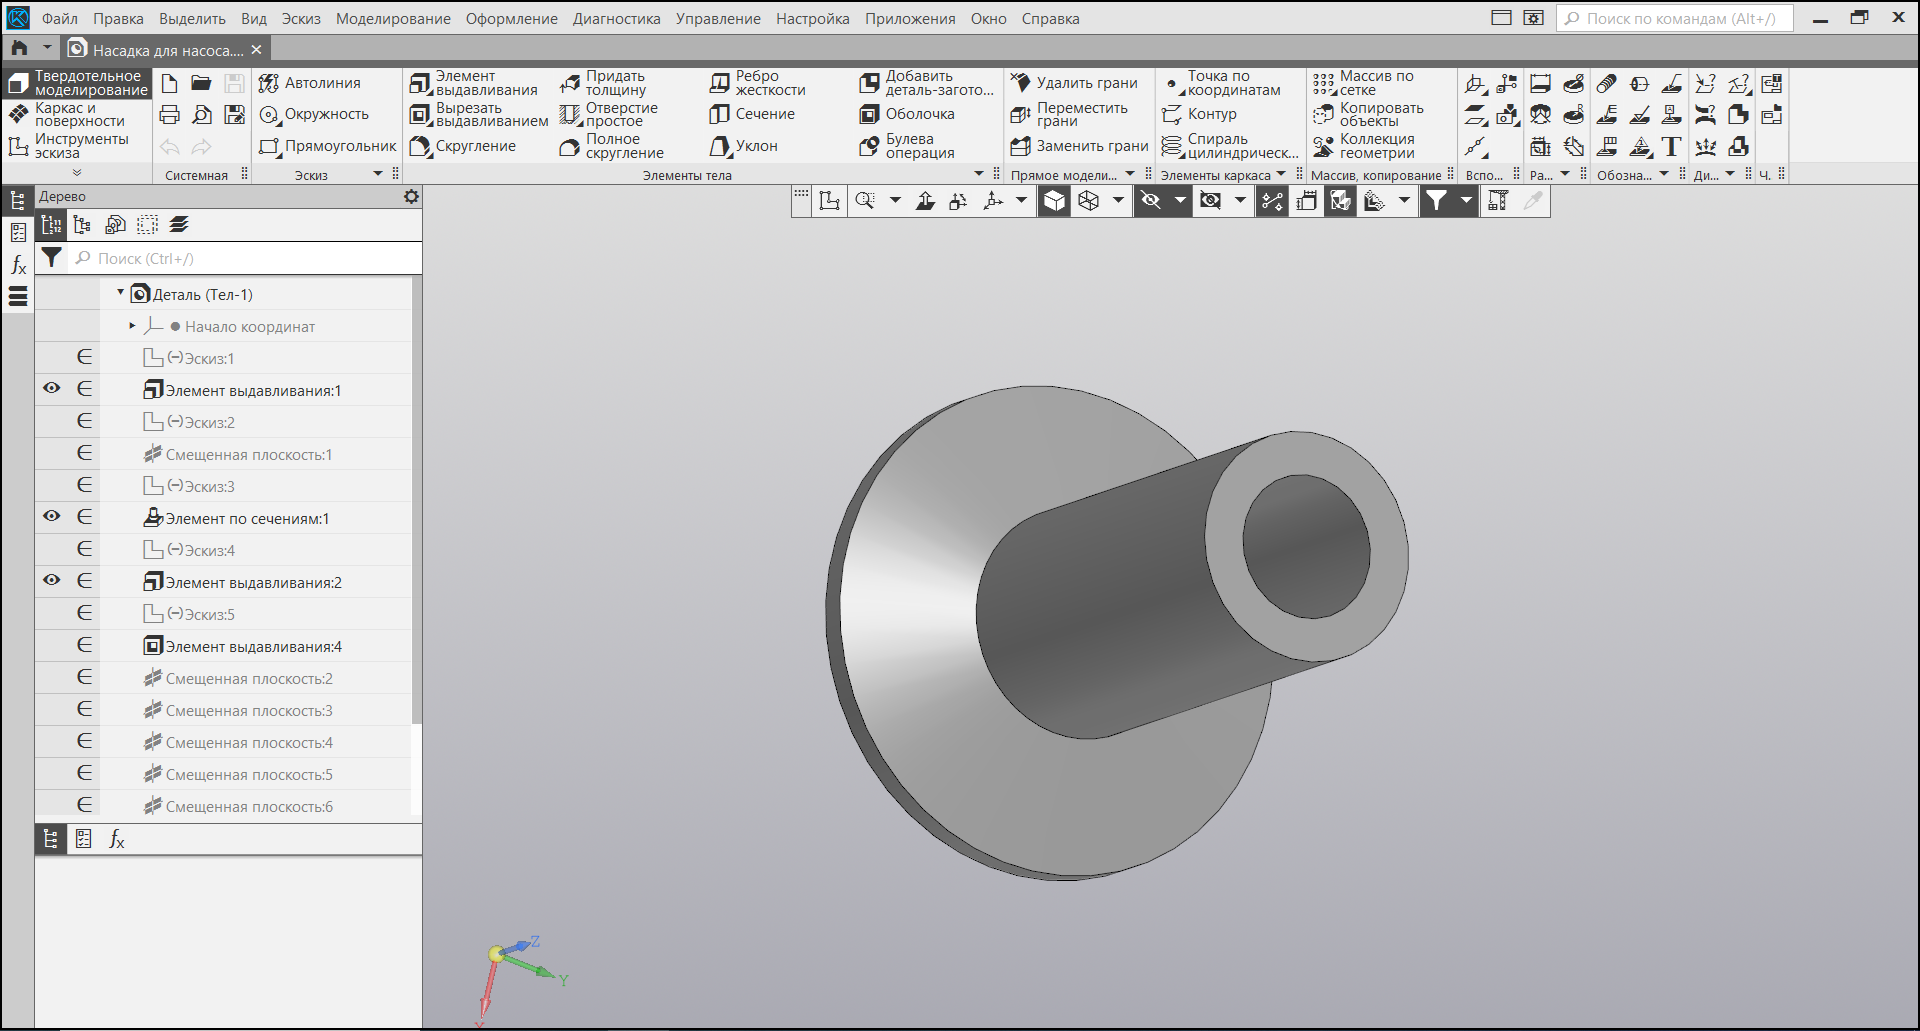 Файл Правка Выделить Вид Эскиз Моделирование Оформление Диагностика Управление Настройка Приложения Окно Справка Поиск по командам (Alt+/)
Насадка для насоса....
Твердотельное моделирование
Каркас и поверхности
Инструменты эскиза
Системная
Автолиния
Окружность
Прямоугольник
Эскиз
Элемент выдавливания
Вырезать выдавливанием
Скругление
Придать толщину
Отверстие простое
Полное скругление
Ребро жесткости
Сечение
Уклон
Добавить деталь-загото...
Оболочка
Булева операция
Элементы тела
Удалить грани
Переместить грани
Заменить грани
Прямое модели...
Точка по координатам
Контур
Спираль цилиндрическ...
Элементы каркаса
Массив по сетке
Копировать объекты
Коллекция геометрии
Массив, копирование
Вспо...
Ра...
Обозна...
Ди...
Ч.
Дерево
Поиск (Ctrl+/)
Деталь (Тел-1)
Начало координат
(−)Эскиз:1
Элемент выдавливания:1
(−)Эскиз:2
Смещенная плоскость:1
(−)Эскиз:3
Элемент по сечениям:1
(−)Эскиз:4
Элемент выдавливания:2
(−)Эскиз:5
Элемент выдавливания:4
Смещенная плоскость:2
Смещенная плоскость:3
Смещенная плоскость:4
Смещенная плоскость:5
Смещенная плоскость:6
Z
Y
X